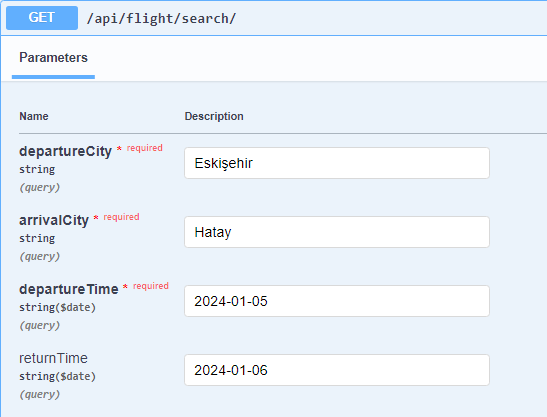 GET /api/flight/search/
Parameters
Name Description
departureCity * required
string
(query)
Eskişehir
arrivalCity * required
string
(query)
Hatay
departureTime * required
string($date)
(query)
2024-01-05
returnTime
string($date)
(query)
2024-01-06